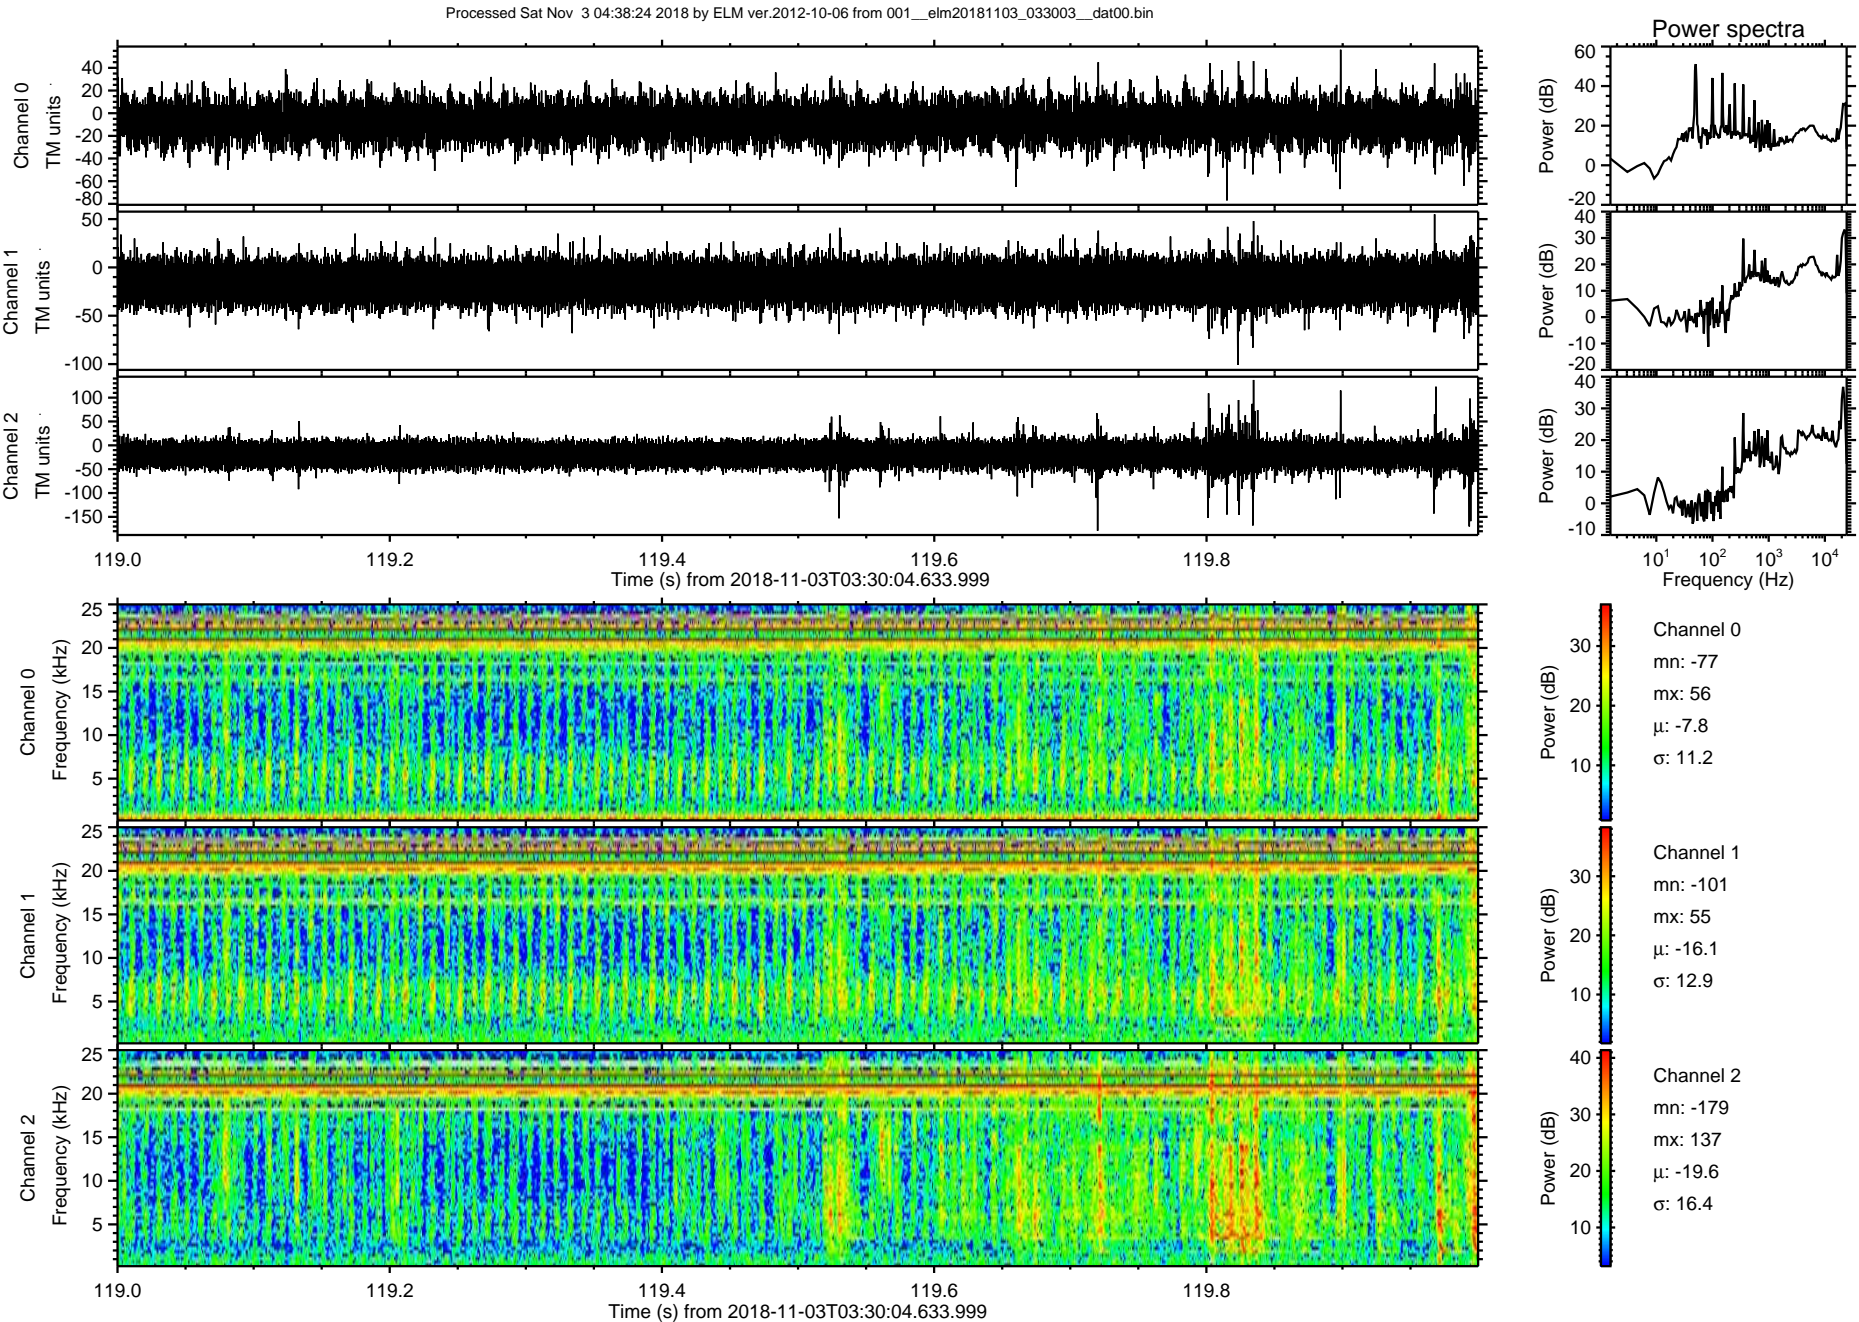 Processed Sat Nov  3 04:38:24 2018 by ELM ver.2012-10-06 from 001__elm20181103_033003__dat00.bin
Power spectra
Channel 0
TM units
40
20
0
-20
-40
-60
-80
Power (dB)
60
40
20
0
-20
Channel 1
TM units
50
0
-50
-100
Power (dB)
40
30
20
10
0
-10
-20
Channel 2
TM units
100
50
0
-50
-100
-150
Power (dB)
40
30
20
10
0
-10
119.0 119.2 119.4 119.6 119.8
Time (s) from 2018-11-03T03:30:04.633.999
10¹ 10² 10³ 10⁴
Frequency (Hz)
Channel 0
Frequency (kHz)
25
20
15
10
5
Power (dB)
30
20
10
Channel 0
mn: -77
mx: 56
μ: -7.8
σ: 11.2
Channel 1
Frequency (kHz)
25
20
15
10
5
Power (dB)
30
20
10
Channel 1
mn: -101
mx: 55
μ: -16.1
σ: 12.9
Channel 2
Frequency (kHz)
25
20
15
10
5
Power (dB)
40
30
20
10
Channel 2
mn: -179
mx: 137
μ: -19.6
σ: 16.4
119.0 119.2 119.4 119.6 119.8
Time (s) from 2018-11-03T03:30:04.633.999